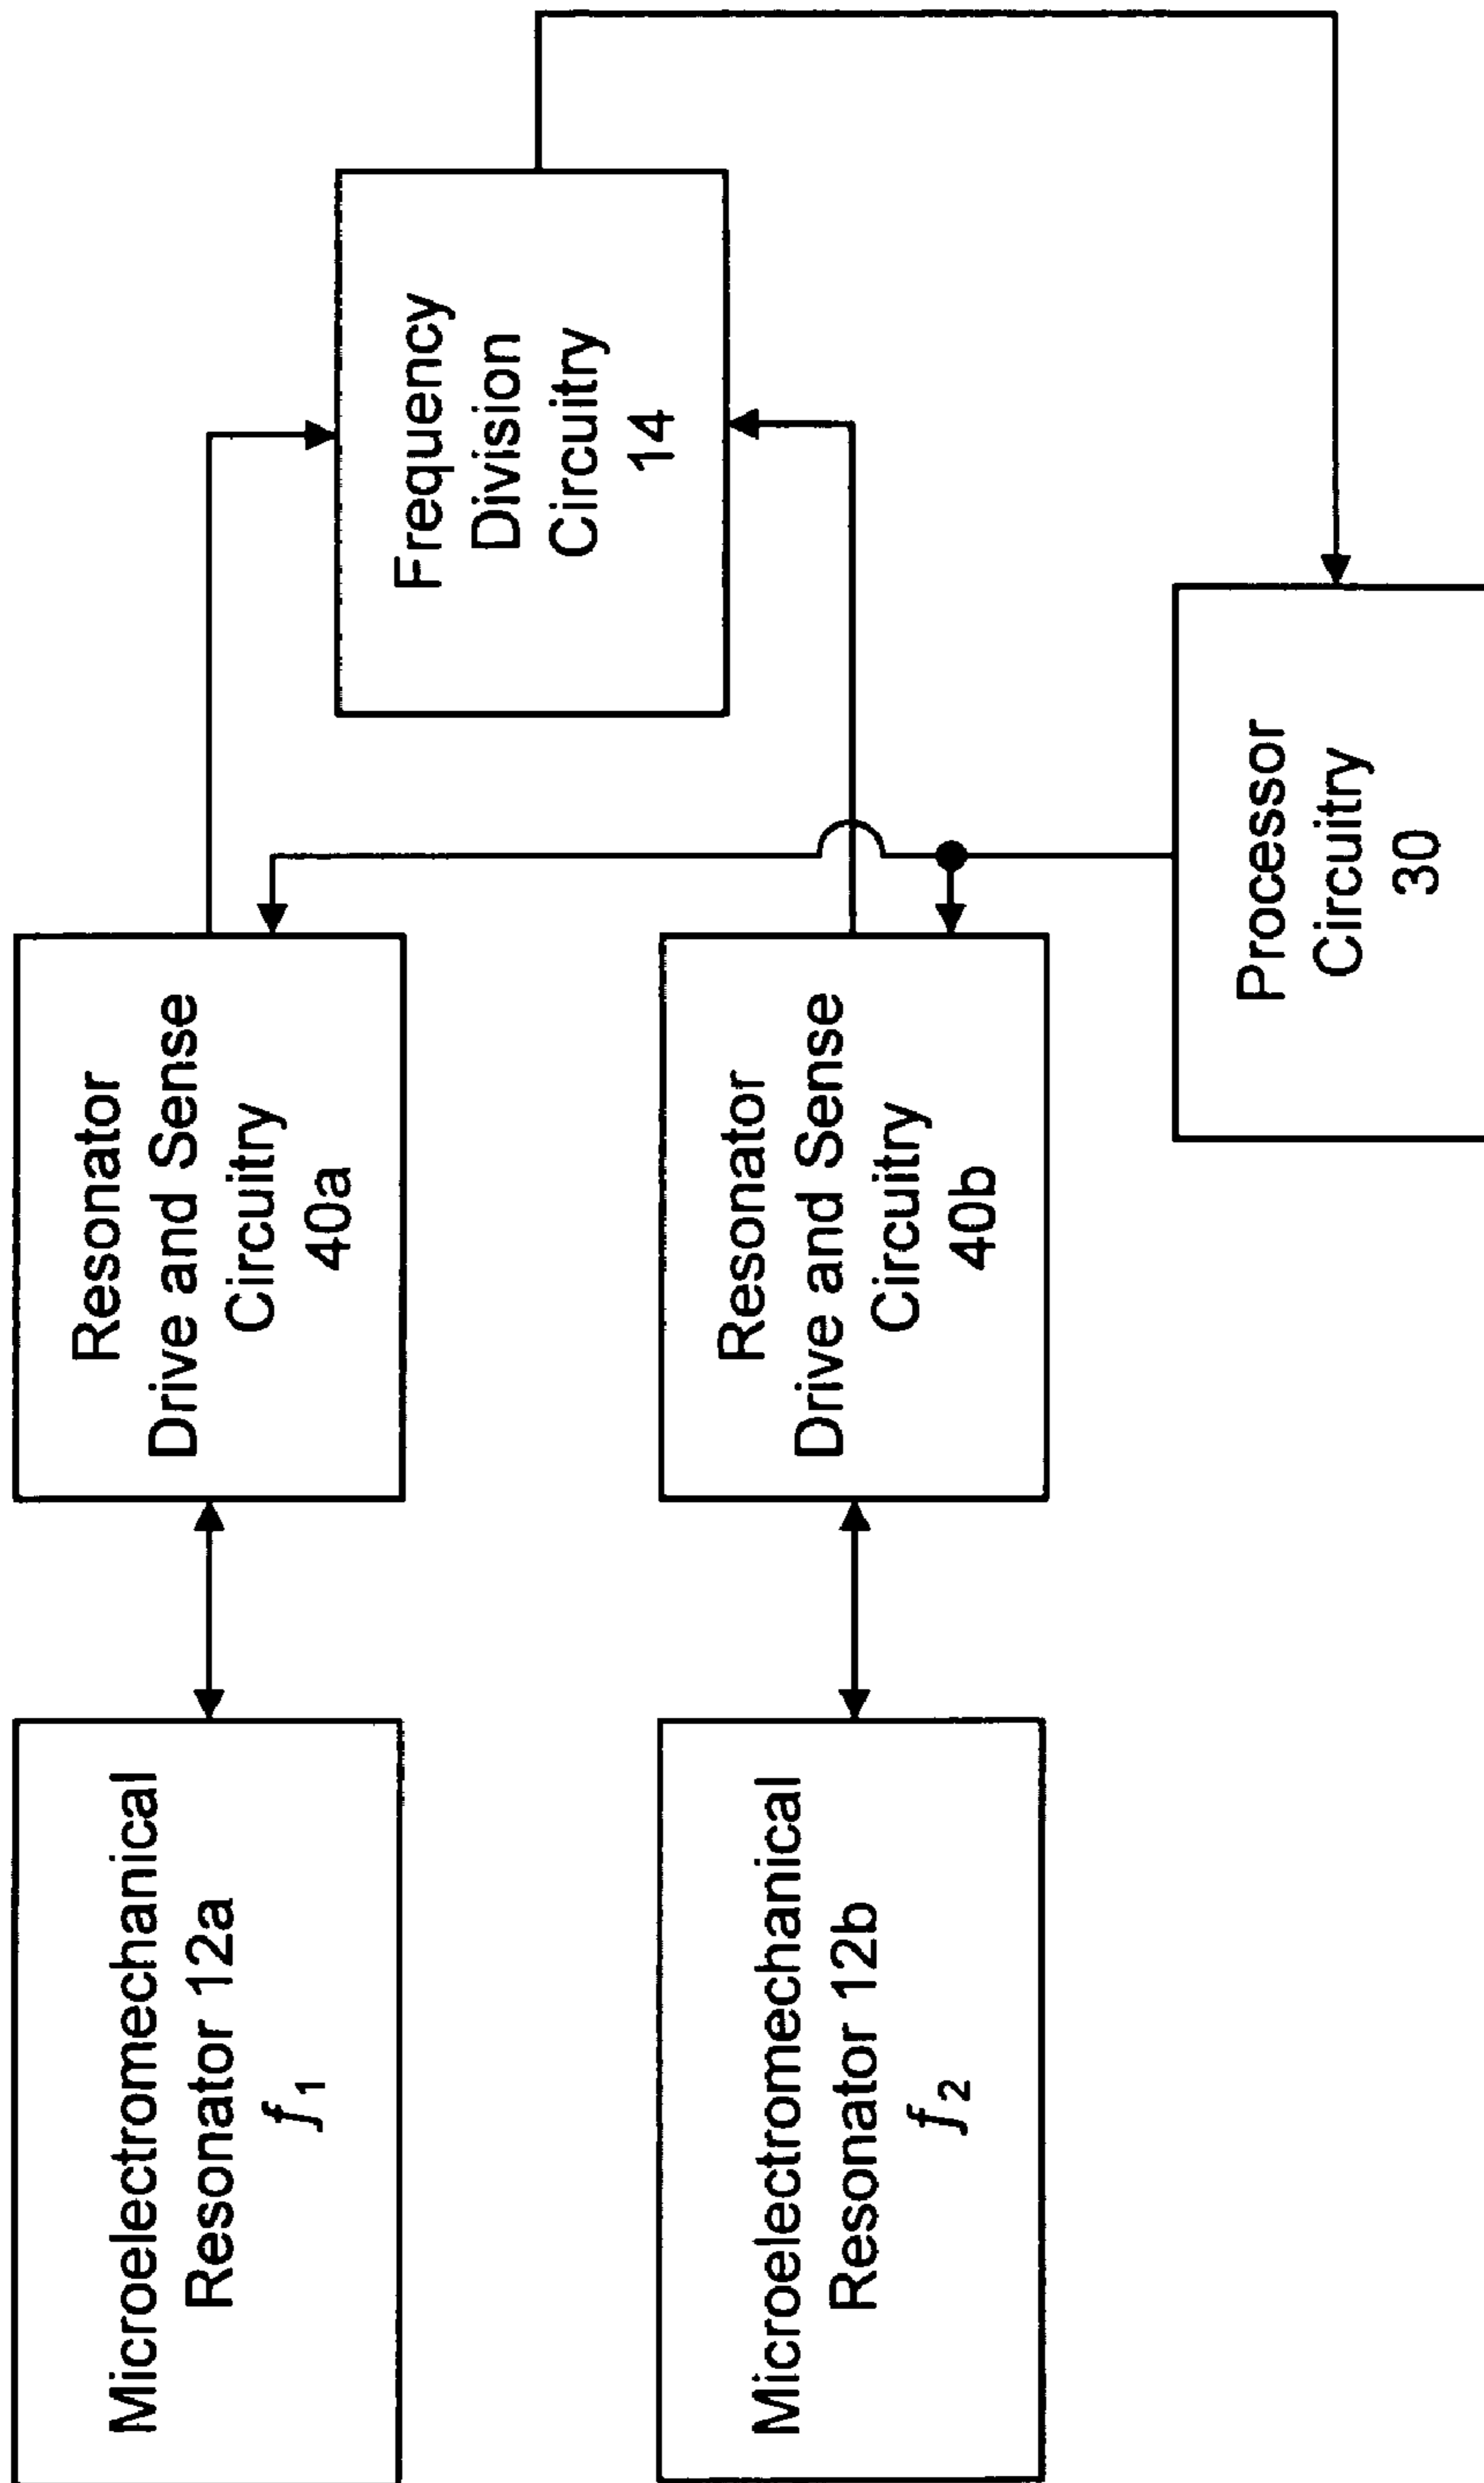 Microelectromechanical
Resonator 12a
f1
Resonator
Drive and Sense
Circuitry
40a
Frequency
Division
Circuitry
14
Microelectromechanical
Resonator 12b
f2
Resonator
Drive and Sense
Circuitry
40b
Processor
Circuitry
30